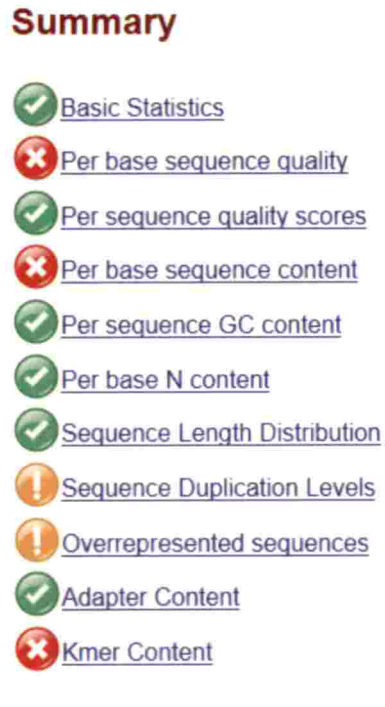 Summary
Basic Statistics
Per base sequence quality
Per sequence quality scores
Per base sequence content
Per sequence GC content
Per base N content
Sequence Length Distribution
Sequence Duplication Levels
Overrepresented sequences
Adapter Content
Kmer Content